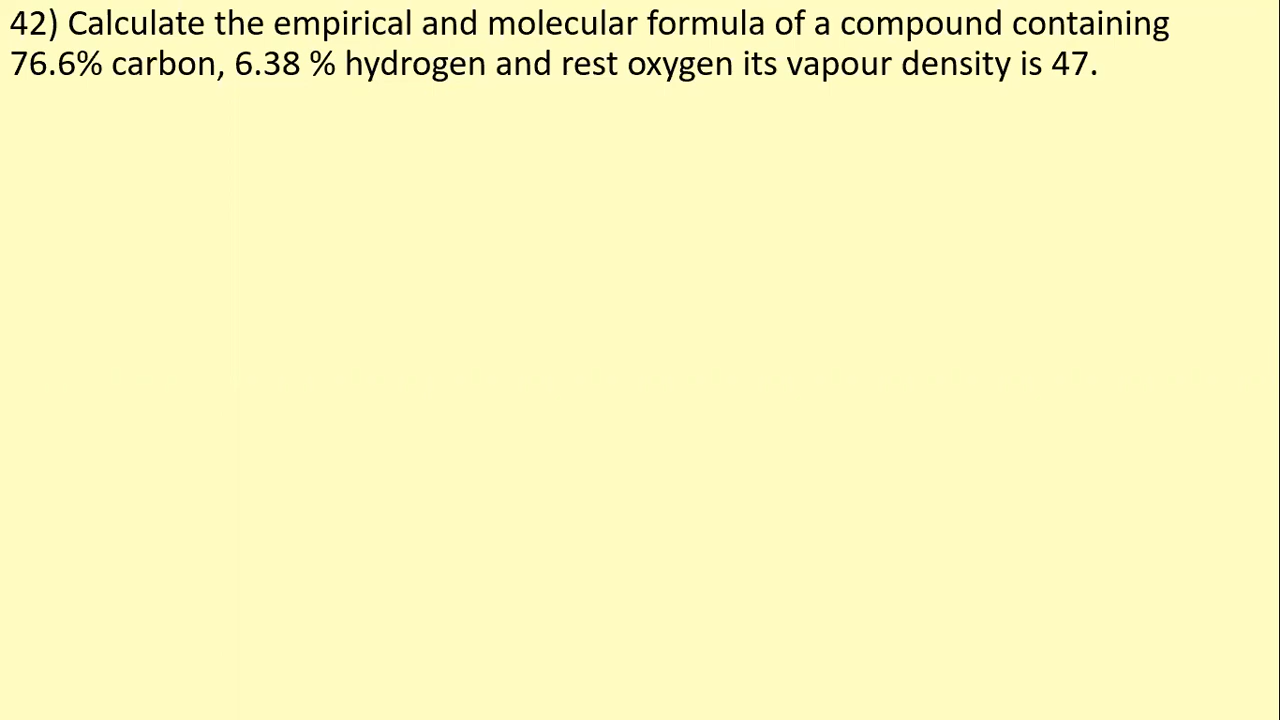 42) Calculate the empirical and molecular formula of a compound containing
76.6% carbon, 6.38 % hydrogen and rest oxygen its vapour density is 47.